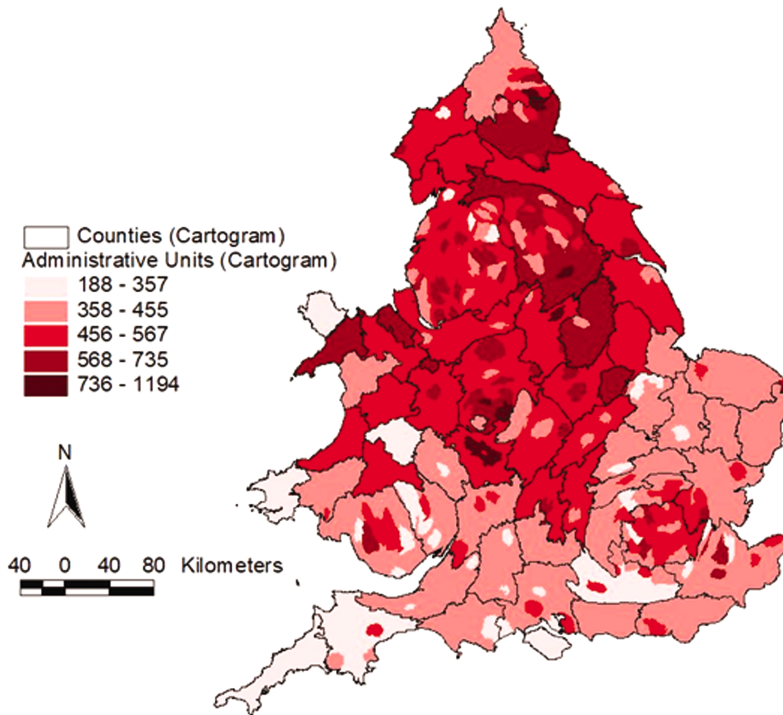 Counties (Cartogram)
Administrative Units (Cartogram)
188 - 357
358 - 455
456 - 567
568 - 735
736 - 1194
N
40 0 40 80 Kilometers